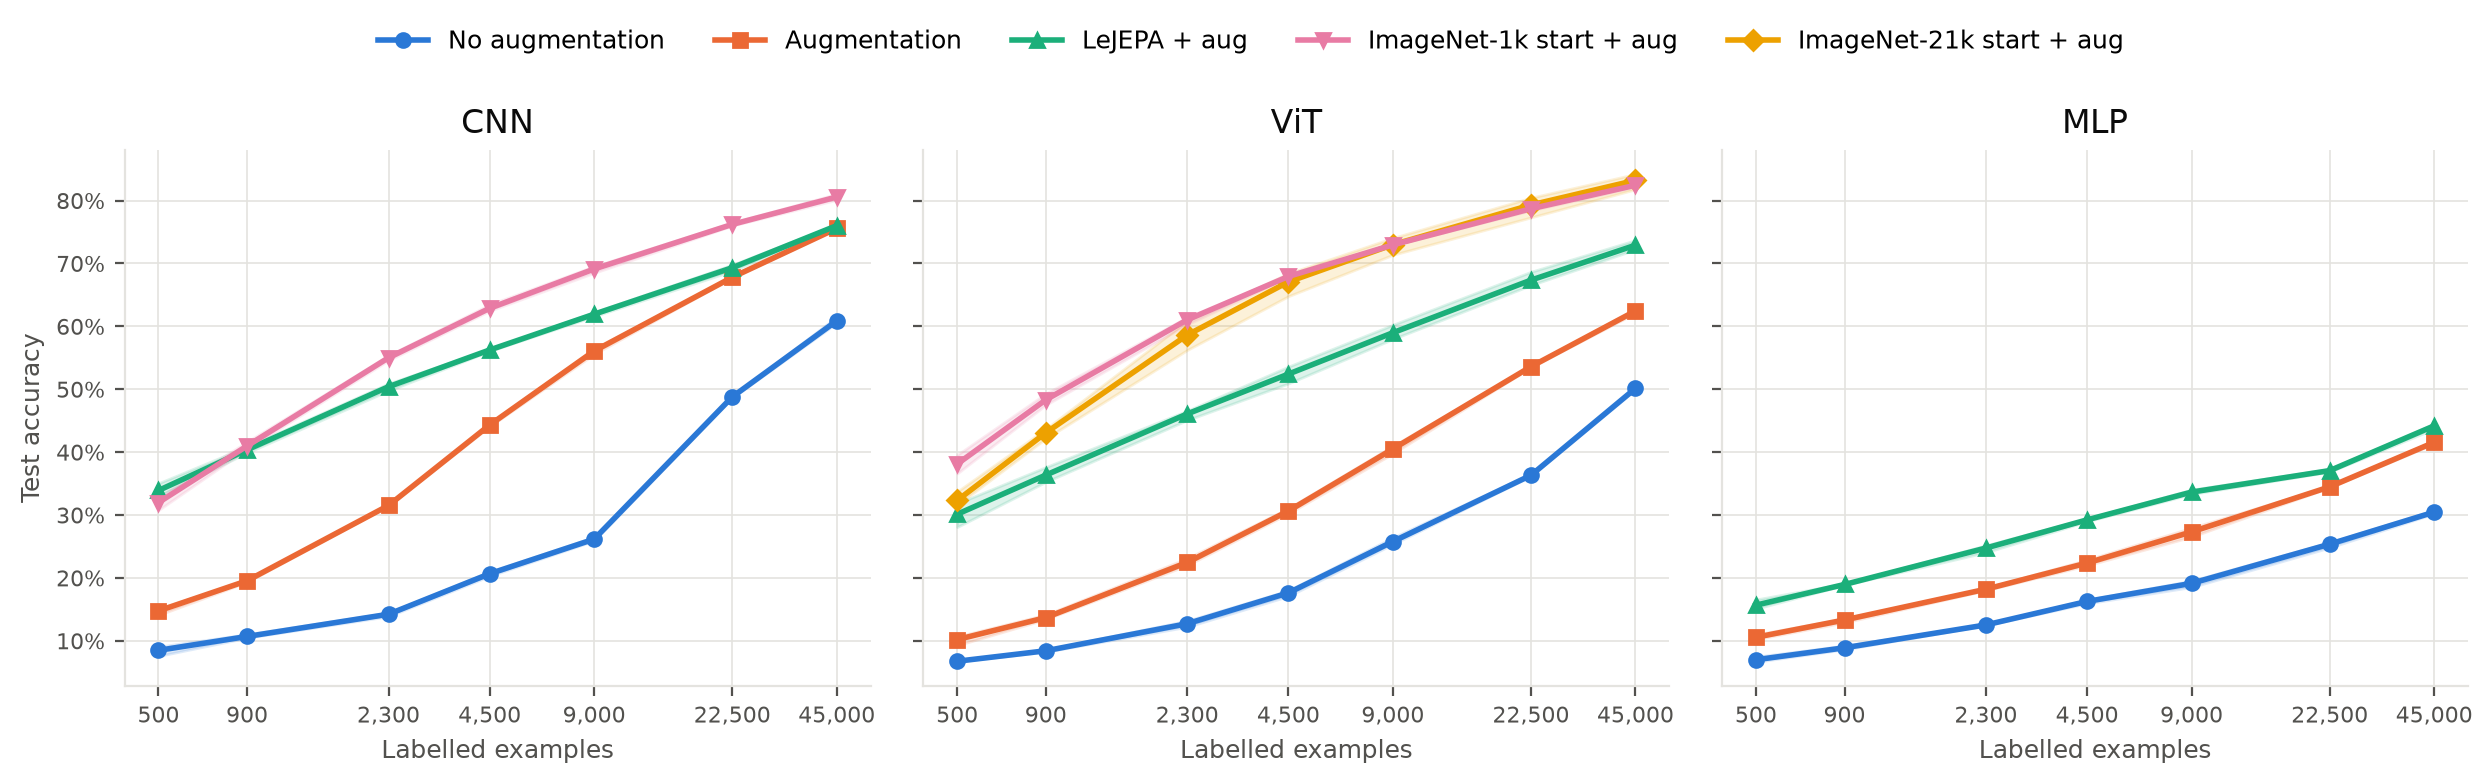 No augmentation Augmentation LeJEPA + aug ImageNet-1k start + aug ImageNet-21k start + aug
CNN ViT MLP
Test accuracy
80%
70%
60%
50%
40%
30%
20%
10%
500 900 2,300 4,500 9,000 22,500 45,000 500 900 2,300 4,500 9,000 22,500 45,000 500 900 2,300 4,500 9,000 22,500 45,000
Labelled examples Labelled examples Labelled examples